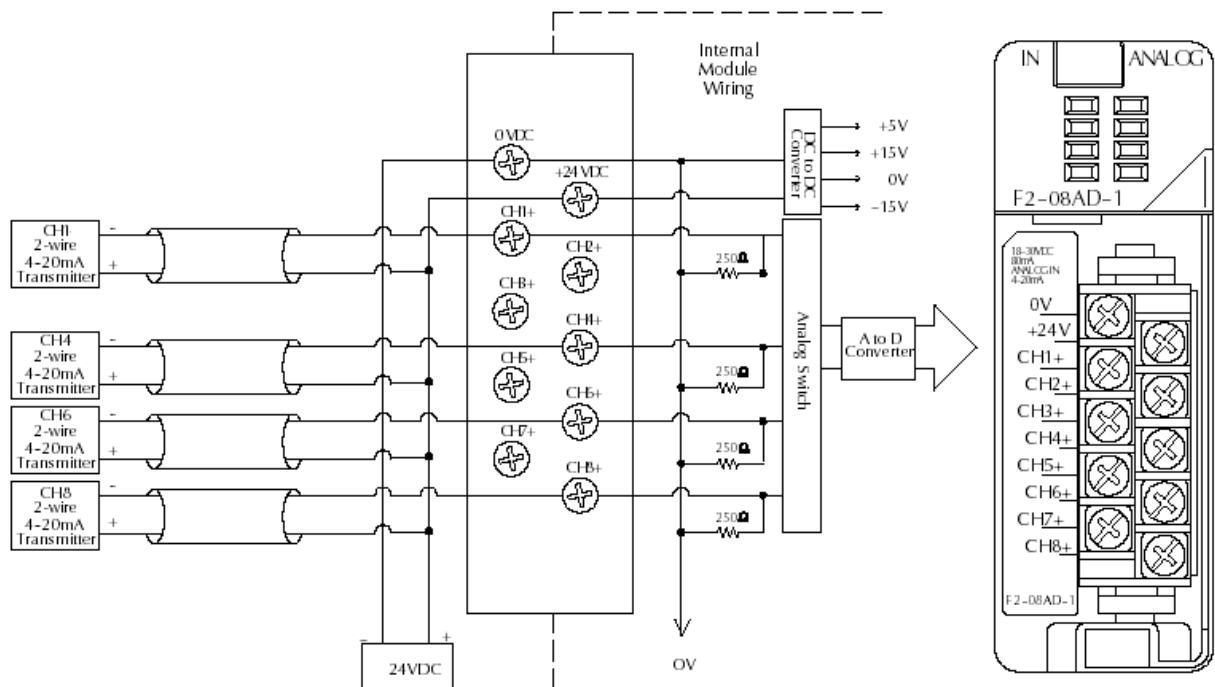 Internal
Module
Wiring
IN
ANALOG
0 VDC
+24 VDC
DC to DC
Converter
+5V
+15V
0V
-15V
F2-08AD-1
CH1
2-wire
4-20mA
Transmitter
-
+
CH1+
CH2+
CH3+
CH4+
CH5+
CH6+
CH7+
CH8+
250Ω
250Ω
250Ω
250Ω
Analog Switch
A to D
Converter
CH4
2-wire
4-20mA
Transmitter
-
+
CH6
2-wire
4-20mA
Transmitter
-
+
CH8
2-wire
4-20mA
Transmitter
-
+
-
+
24VDC
0V
18-30VDC
80mA
ANALOG IN
4-20mA
0V
+24V
CH1+
CH2+
CH3+
CH4+
CH5+
CH6+
CH7+
CH8+
F2-08AD-1